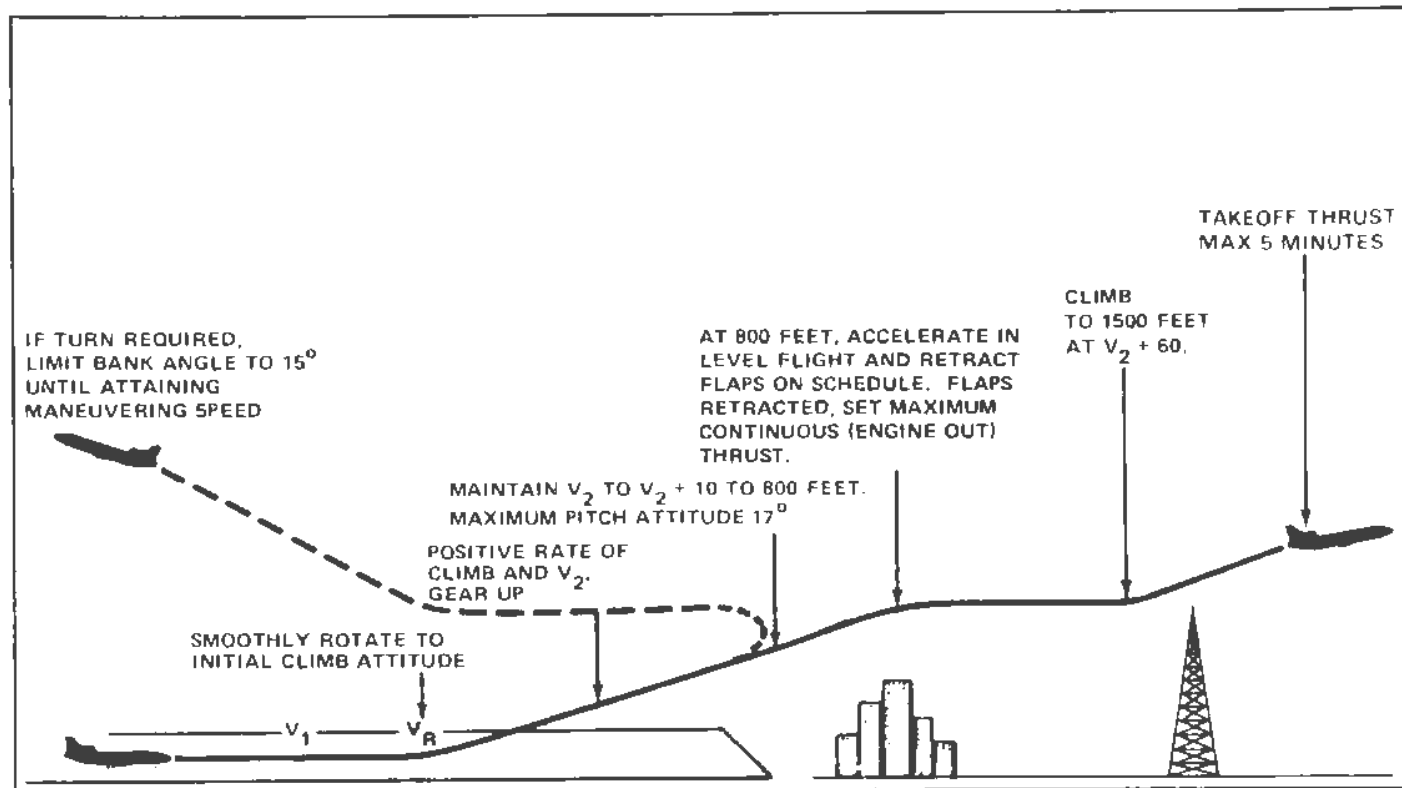 TAKEOFF THRUST
MAX 5 MINUTES
CLIMB
TO 1500 FEET
AT V2 + 60.
IF TURN REQUIRED,
LIMIT BANK ANGLE TO 15°
UNTIL ATTAINING
MANEUVERING SPEED
AT 800 FEET, ACCELERATE IN
LEVEL FLIGHT AND RETRACT
FLAPS ON SCHEDULE. FLAPS
RETRACTED, SET MAXIMUM
CONTINUOUS (ENGINE OUT)
THRUST.
MAINTAIN V2 TO V2 + 10 TO 800 FEET.
MAXIMUM PITCH ATTITUDE 17°
POSITIVE RATE OF
CLIMB AND V2,
GEAR UP
SMOOTHLY ROTATE TO
INITIAL CLIMB ATTITUDE
V1 VR